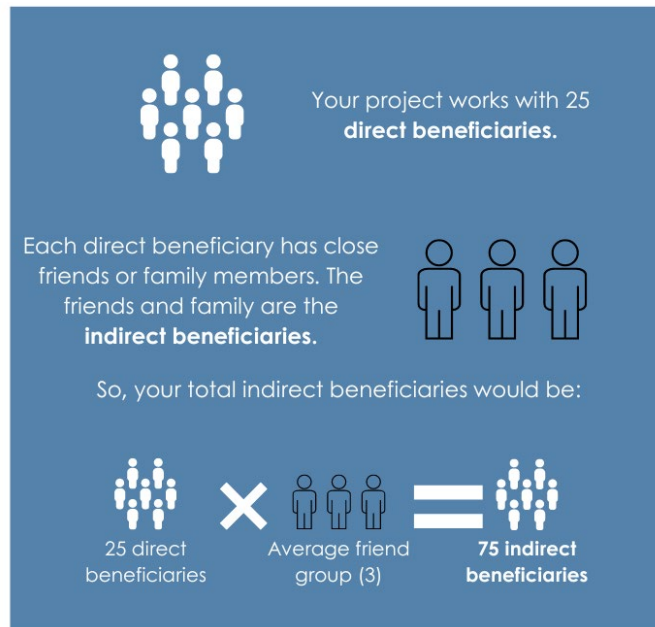 Your project works with 25
direct beneficiaries.
Each direct beneficiary has close
friends or family members. The
friends and family are the
indirect beneficiaries.
So, your total indirect beneficiaries would be:
25 direct
beneficiaries
Average friend
group (3)
75 indirect
beneficiaries